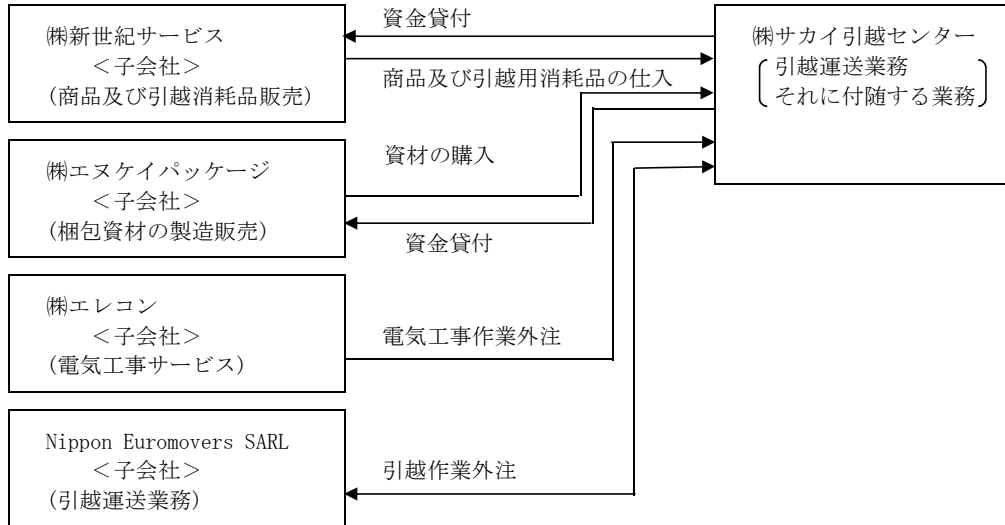 ㈱新世紀サービス
＜子会社＞
(商品及び引越消耗品販売)
資金貸付
商品及び引越用消耗品の仕入
㈱サカイ引越センター
引越運送業務
それに付随する業務
㈱エヌケイパッケージ
＜子会社＞
(梱包資材の製造販売)
資材の購入
資金貸付
㈱エレコン
＜子会社＞
(電気工事サービス)
電気工事作業外注
Nippon Euromovers SARL
＜子会社＞
(引越運送業務)
引越作業外注